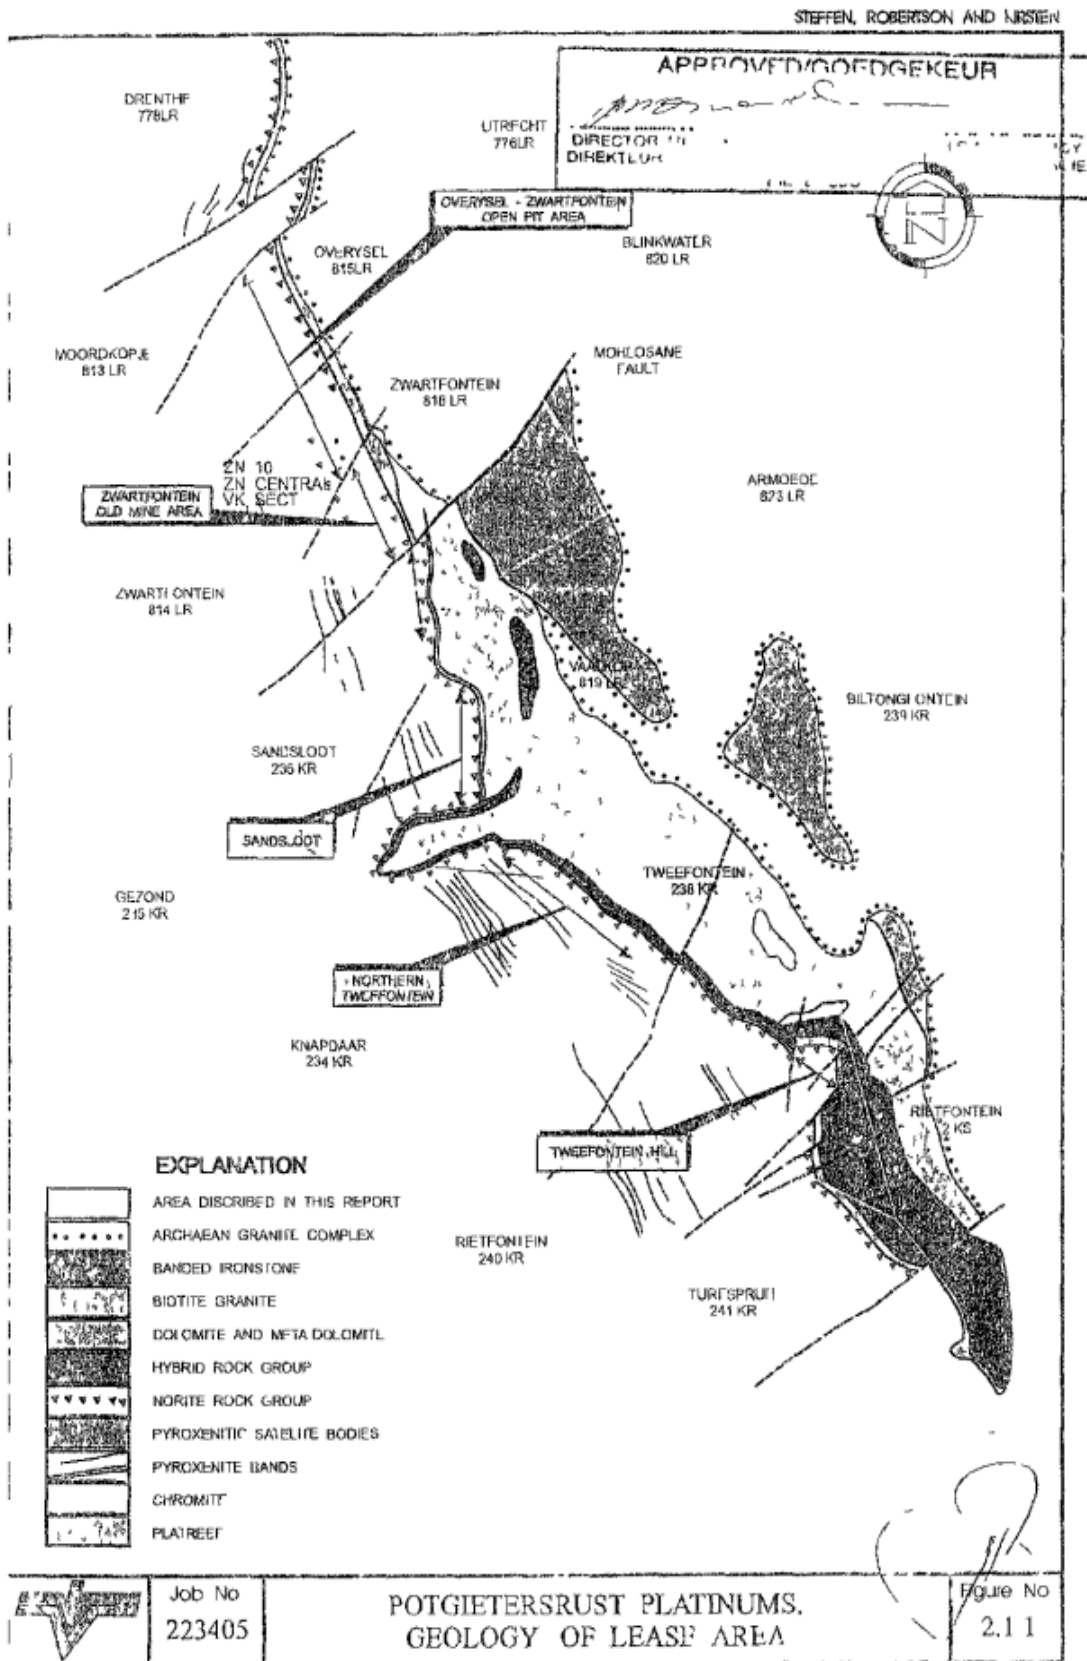 STEFFEN, ROBERTSON AND KIRSTEN
APPROVED/GOEDGEKEUR
DIRECTOR
DIREKTEUR
DRENTHE
778LR
UTRECHT
776LR
OVERYSEL - ZWARTFONTEIN
OPEN PIT AREA
N
OVERYSEL
815LR
BLINKWATER
820 LR
MOORDKOPJE
813 LR
MOHLOSANE
FAULT
ZWARTFONTEIN
818 LR
ZN 10
ZN CENTRAL
VK SECT
ZWARTFONTEIN
OLD MINE AREA
ARMOEDE
823 LR
ZWARTFONTEIN
814 LR
VAALKOP
819 LR
BILTONGFONTEIN
239 KR
SANDSLOOT
236 KR
SANDSLOOT
TWEEFONTEIN
238 KR
GEZOND
215 KR
NORTHERN
TWEEFONTEIN
KNAPDAAR
234 KR
RIETFONTEIN
2 KS
TWEEFONTEIN HILL
RIETFONTEIN
240 KR
TURFSPRUIT
241 KR
EXPLANATION
AREA DISCRIBED IN THIS REPORT
ARCHAEAN GRANITE COMPLEX
BANDED IRONSTONE
BIOTITE GRANITE
DOLOMITE AND META DOLOMITE
HYBRID ROCK GROUP
NORITE ROCK GROUP
PYROXENITIC SATELITE BODIES
PYROXENITE BANDS
CHROMITE
PLATREEF
Job No
223405
POTGIETERSRUST PLATINUMS.
GEOLOGY OF LEASE AREA
Figure No
2.1 1